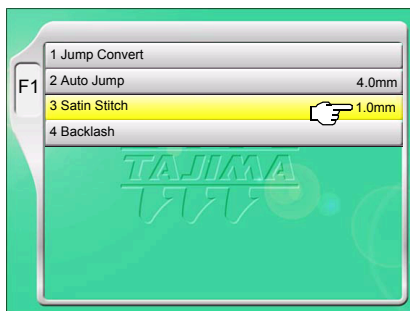 F1
1 Jump Convert
2 Auto Jump 4.0mm
3 Satin Stitch 1.0mm
4 Backlash
TAJIMA